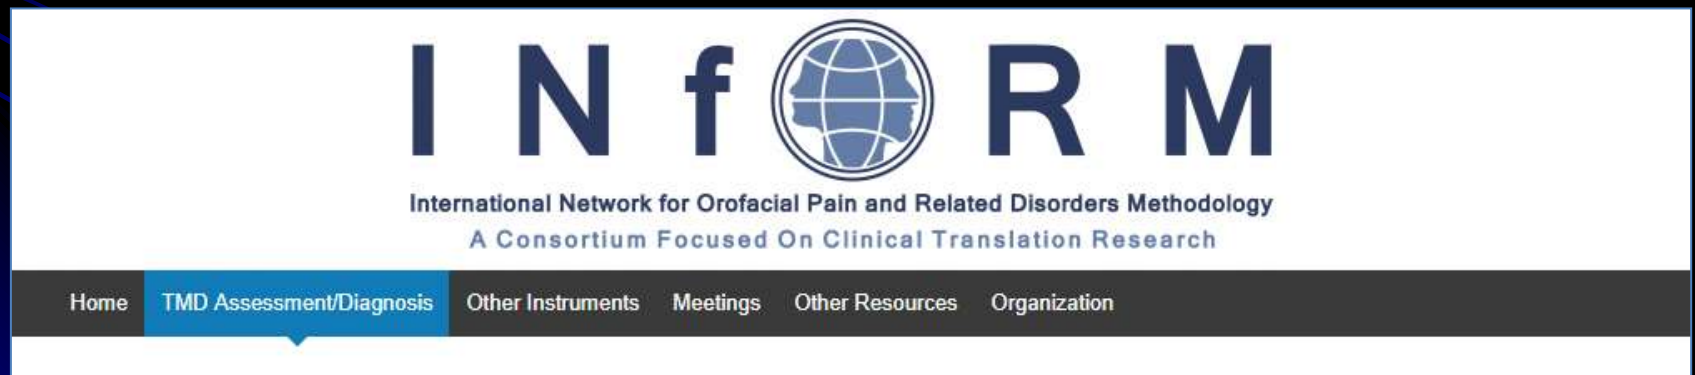 I N f O R M
International Network for Orofacial Pain and Related Disorders Methodology
A Consortium Focused On Clinical Translation Research
Home TMD Assessment/Diagnosis Other Instruments Meetings Other Resources Organization